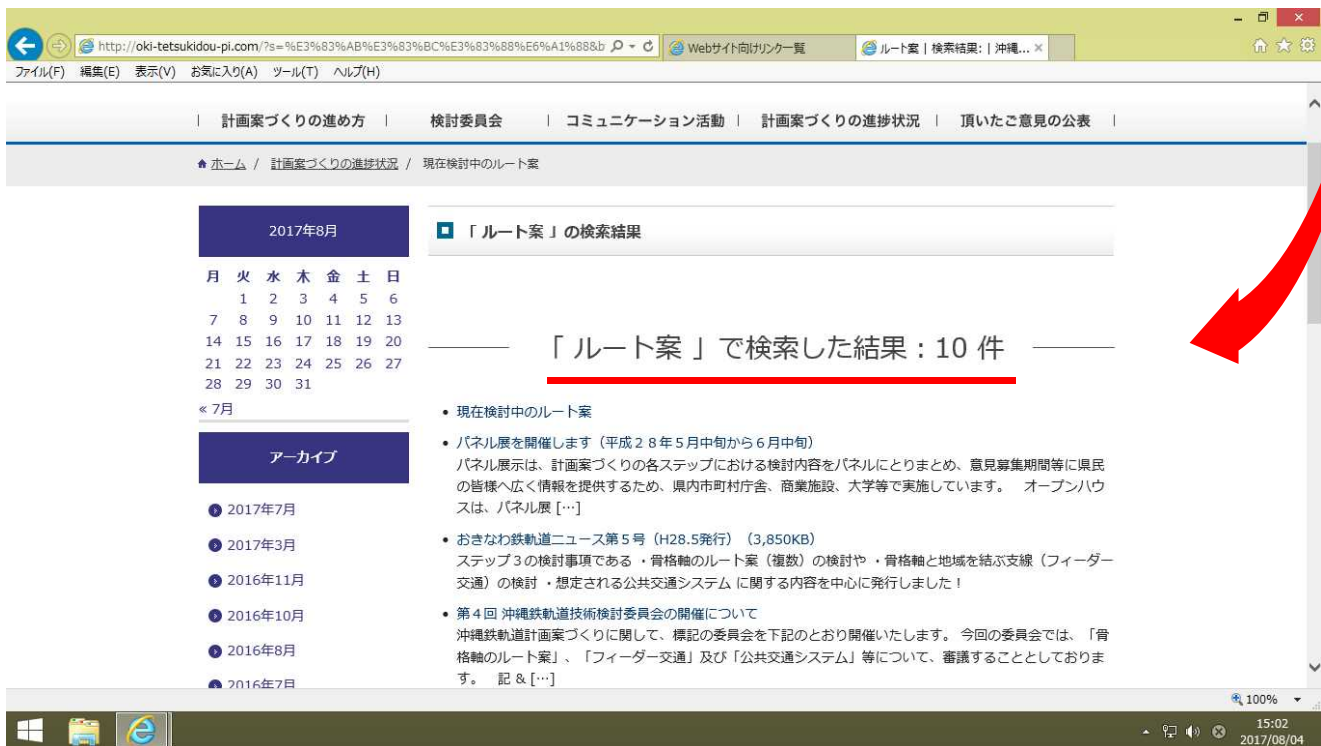 http://oki-tetsukidou-pi.com/?s=%E3%83%AB%E3%83%BC%E3%83%88%E6%A1%88&b
Webサイト向けリンク一覧
ルート案 | 検索結果: | 沖縄...
ファイル(F) 編集(E) 表示(V) お気に入り(A) ツール(T) ヘルプ(H)
計画案づくりの進め方 | 検討委員会 | コミュニケーション活動 | 計画案づくりの進捗状況 | 頂いたご意見の公表
ホーム / 計画案づくりの進捗状況 / 現在検討中のルート案
2017年8月
月 火 水 木 金 土 日
1 2 3 4 5 6
7 8 9 10 11 12 13
14 15 16 17 18 19 20
21 22 23 24 25 26 27
28 29 30 31
« 7月
アーカイブ
2017年7月
2017年3月
2016年11月
2016年10月
2016年8月
2016年7月
「 ルート案 」の検索結果
「 ルート案 」で検索した結果：10 件
• 現在検討中のルート案
• パネル展を開催します（平成２８年５月中旬から６月中旬）
パネル展示は、計画案づくりの各ステップにおける検討内容をパネルにとりまとめ、意見募集期間等に県民
の皆様へ広く情報を提供するため、県内市町村庁舎、商業施設、大学等で実施しています。 オープンハウ
スは、パネル展 […]
• おきなわ鉄軌道ニュース第５号（H28.5発行）（3,850KB）
ステップ３の検討事項である ・骨格軸のルート案（複数）の検討や ・骨格軸と地域を結ぶ支線（フィーダー
交通）の検討 ・想定される公共交通システム に関する内容を中心に発行しました！
• 第４回 沖縄鉄軌道技術検討委員会の開催について
沖縄鉄軌道計画案づくりに関して、標記の委員会を下記のとおり開催いたします。 今回の委員会では、「骨
格軸のルート案」、「フィーダー交通」及び「公共交通システム」等について、審議することとしておりま
す。 記 & […]
100%
15:02
2017/08/04